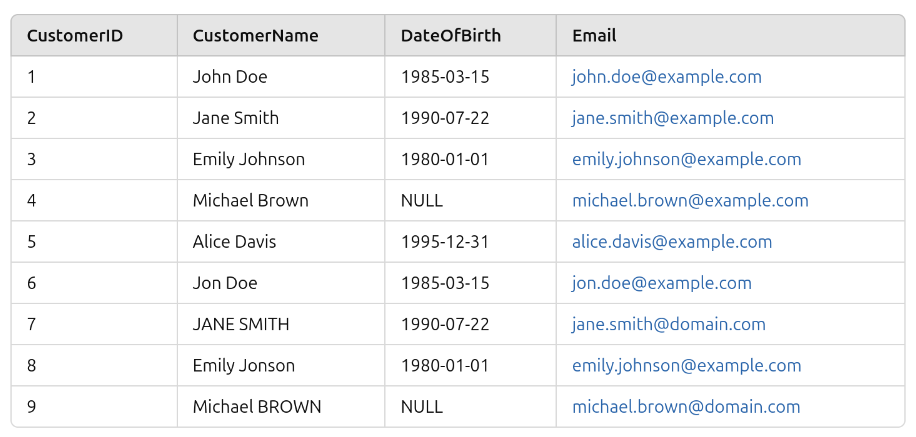 CustomerID CustomerName DateOfBirth Email
1 John Doe 1985-03-15 john.doe@example.com
2 Jane Smith 1990-07-22 jane.smith@example.com
3 Emily Johnson 1980-01-01 emily.johnson@example.com
4 Michael Brown NULL michael.brown@example.com
5 Alice Davis 1995-12-31 alice.davis@example.com
6 Jon Doe 1985-03-15 jon.doe@example.com
7 JANE SMITH 1990-07-22 jane.smith@domain.com
8 Emily Jonson 1980-01-01 emily.johnson@example.com
9 Michael BROWN NULL michael.brown@domain.com